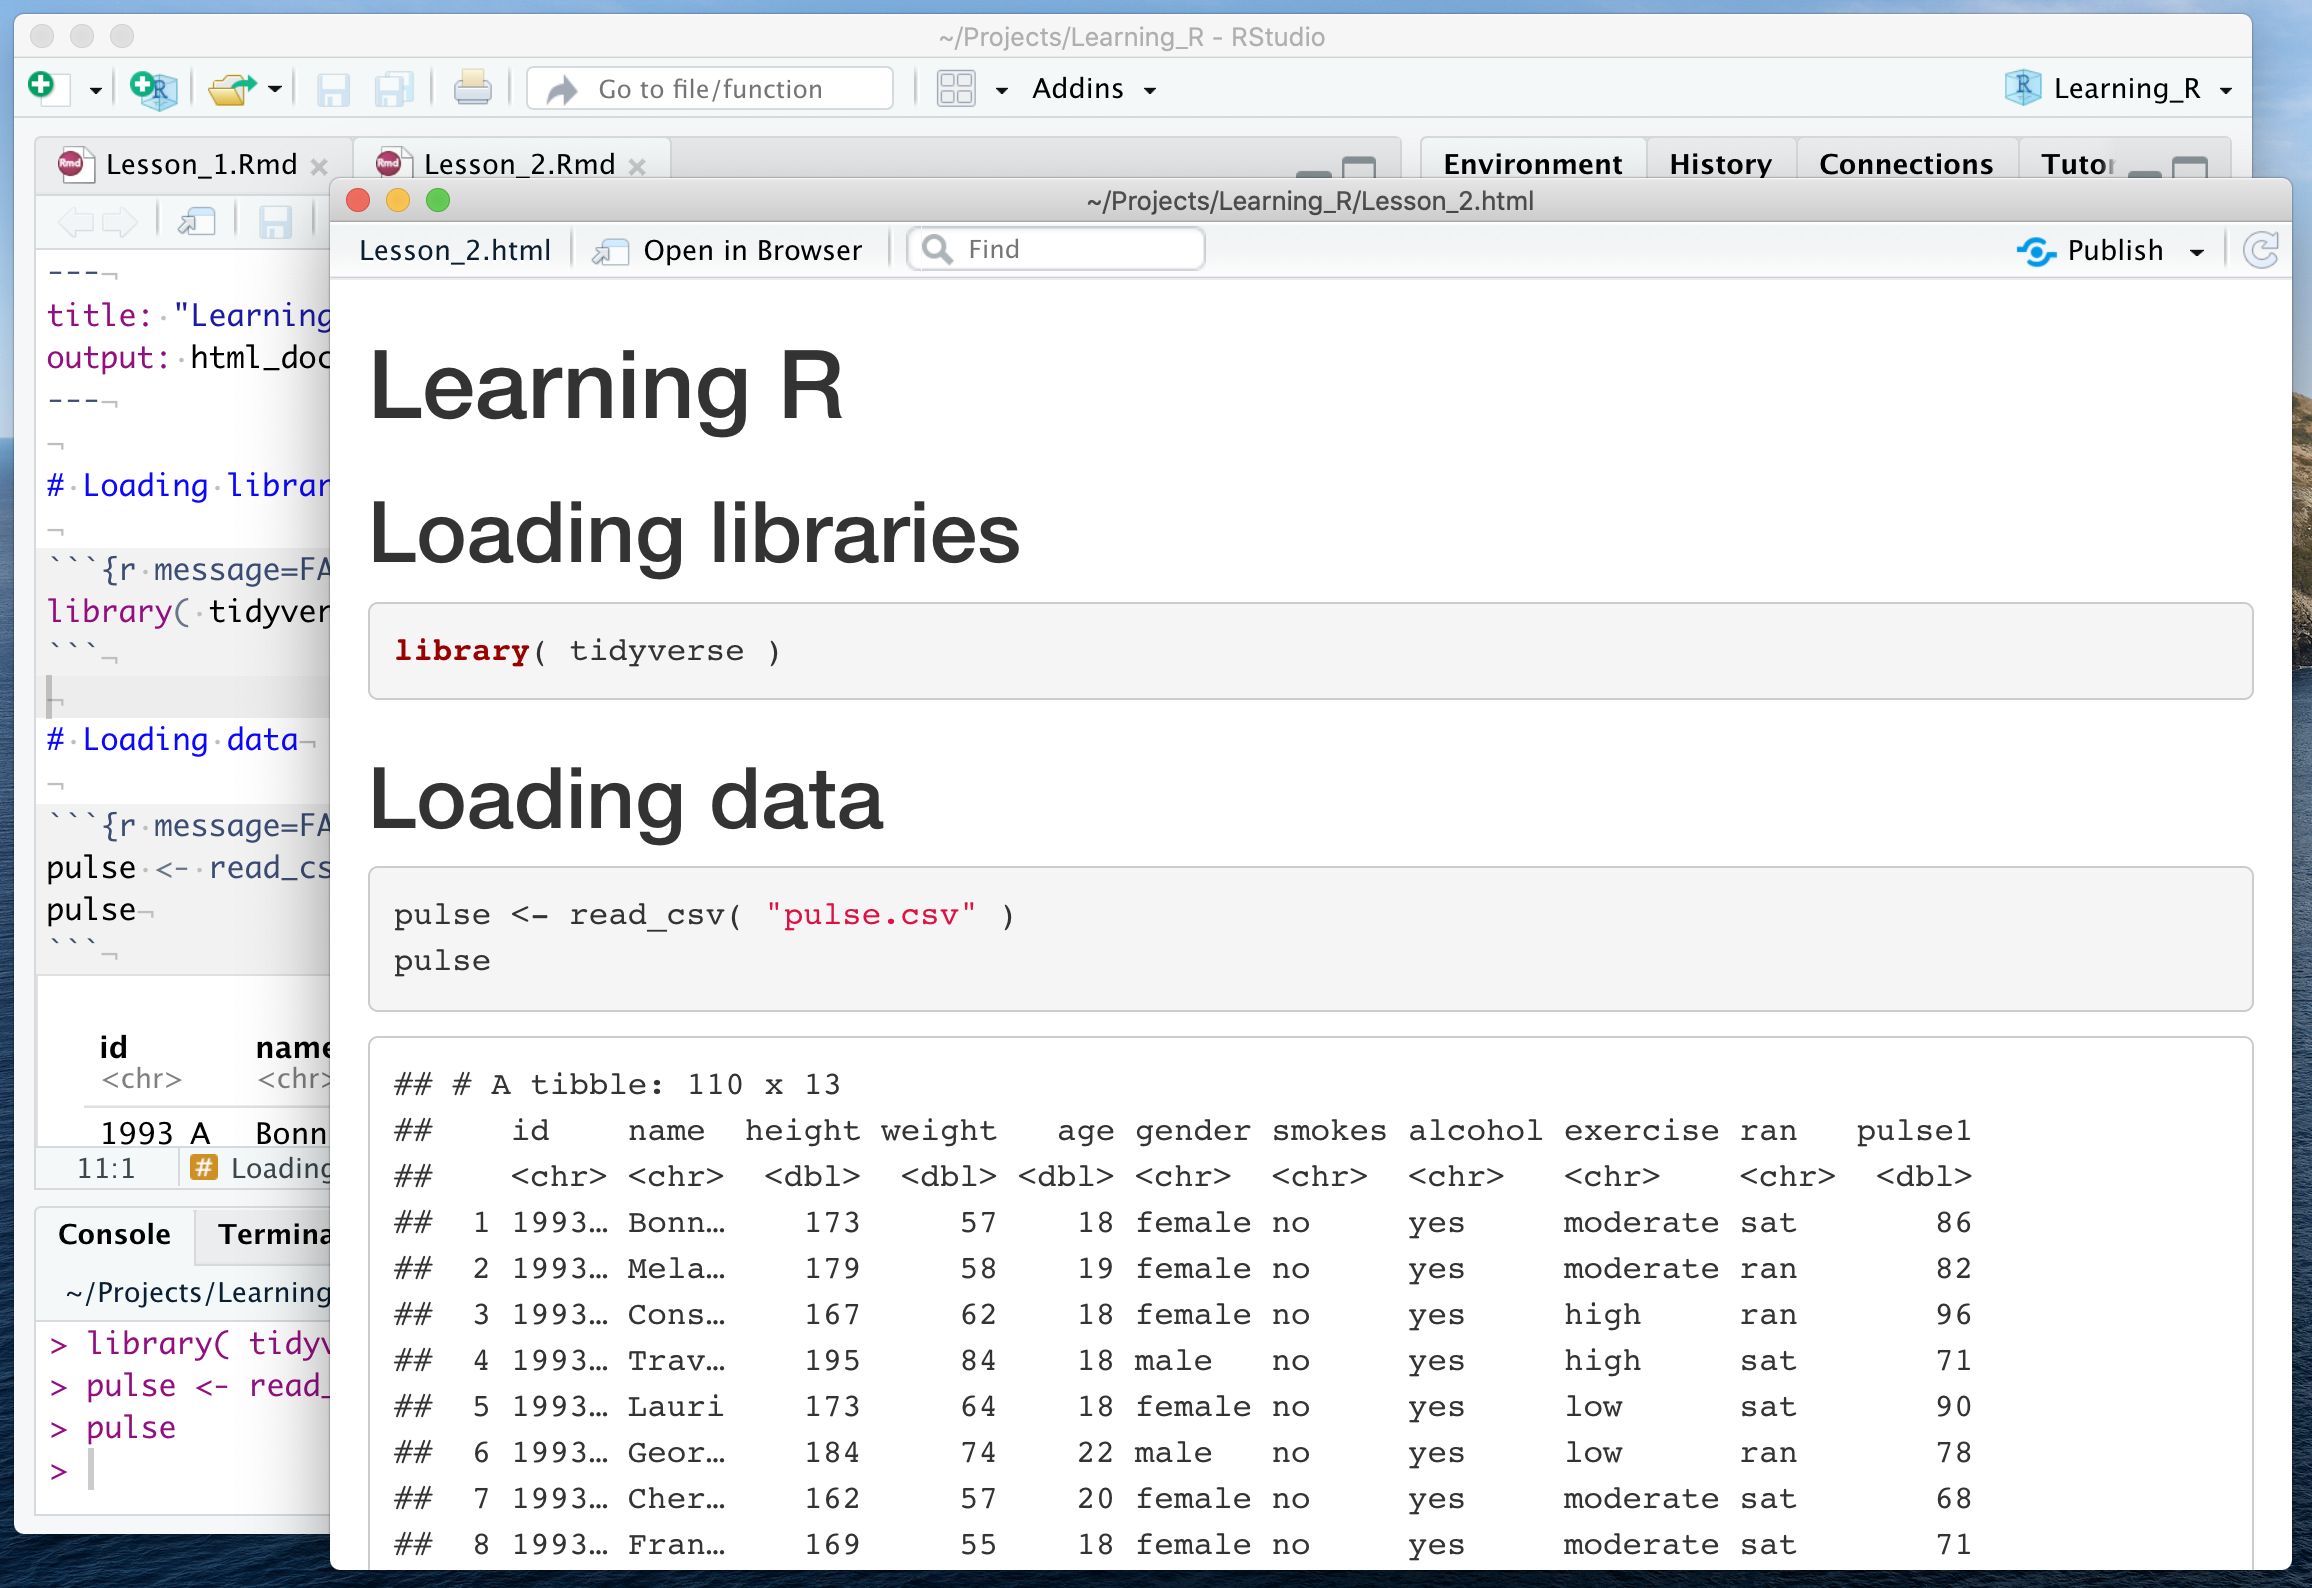 ~/Projects/Learning_R - RStudio
Go to file/function
Addins
Learning_R
Lesson_1.Rmd
Lesson_2.Rmd
Environment
History
Connections
Tutor
---¬
title: "Learning
output: html_doc
---¬
¬
# Loading librar
¬
```{r message=FA
library( tidyver
```¬
¬
# Loading data¬
¬
```{r message=FA
pulse <- read_cs
pulse¬
```¬
id name
<chr> <chr>
1993_A Bonn
11:1 # Loading
Console
Termina
~/Projects/Learning
> library( tidyv
> pulse <- read_
> pulse
>
~/Projects/Learning_R/Lesson_2.html
Lesson_2.html
Open in Browser
Find
Publish
Learning R
Loading libraries
library( tidyverse )
Loading data
pulse <- read_csv( "pulse.csv" )
pulse
## # A tibble: 110 x 13
## id name height weight age gender smokes alcohol exercise ran pulse1
## <chr> <chr> <dbl> <dbl> <dbl> <chr> <chr> <chr> <chr> <chr> <dbl>
## 1 1993… Bonn… 173 57 18 female no yes moderate sat 86
## 2 1993… Mela… 179 58 19 female no yes moderate ran 82
## 3 1993… Cons… 167 62 18 female no yes high ran 96
## 4 1993… Trav… 195 84 18 male no yes high sat 71
## 5 1993… Lauri 173 64 18 female no yes low sat 90
## 6 1993… Geor… 184 74 22 male no yes low ran 78
## 7 1993… Cher… 162 57 20 female no yes moderate sat 68
## 8 1993… Fran… 169 55 18 female no yes moderate sat 71